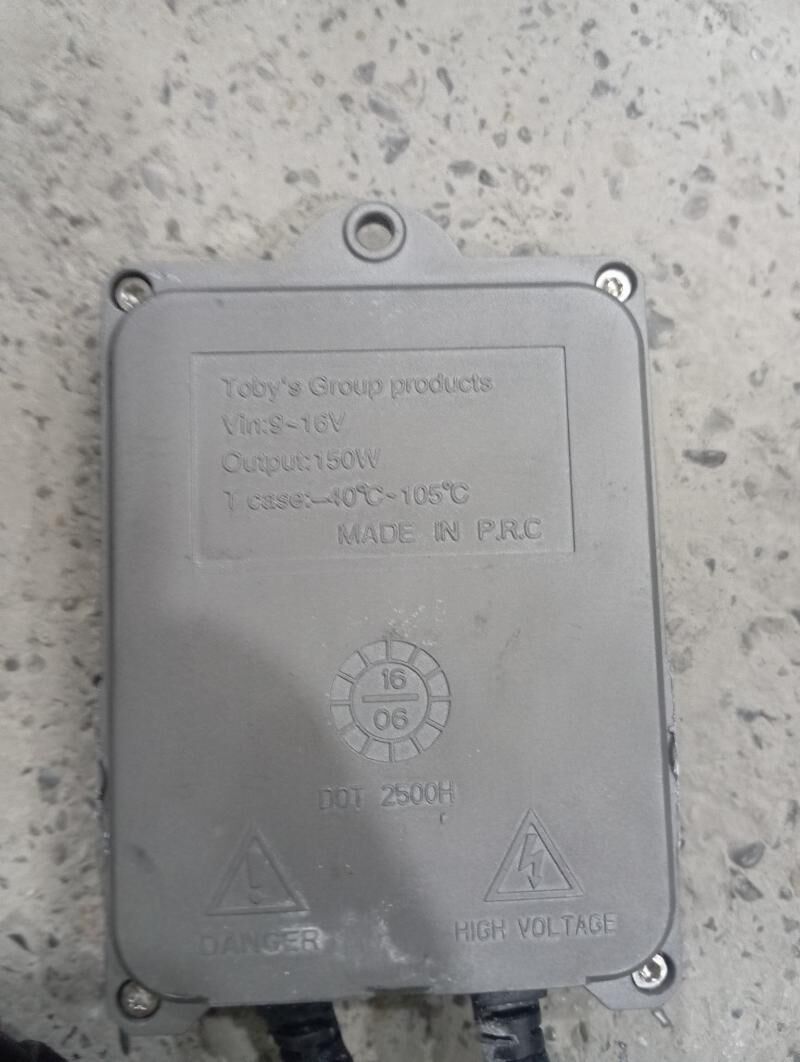 Toby's Group products
Vin:9~16V
Output:150W
T case:-40°C~105°C
MADE IN P.R.C
16
06
DOT 2500H
DANGER
HIGH VOLTAGE